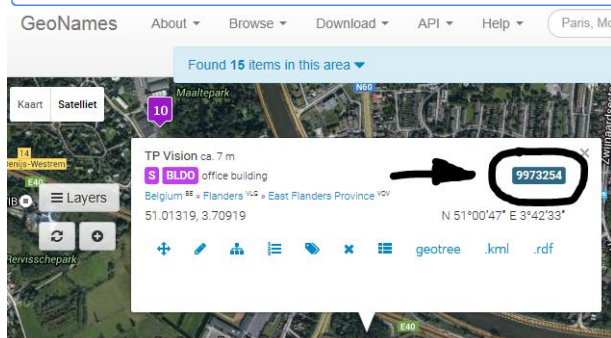 GeoNames About Browse Download API Help Paris, Mo
Found 15 items in this area
Kaart Satelliet
Maaltepark
N60
10
14
E40
Layers
TP Vision ca. 7 m
S BLDO office building
9973254
Belgium BE » Flanders VLG » East Flanders Province VOV
51.01319, 3.70919 N 51°00'47" E 3°42'33"
geotree .kml .rdf
E40